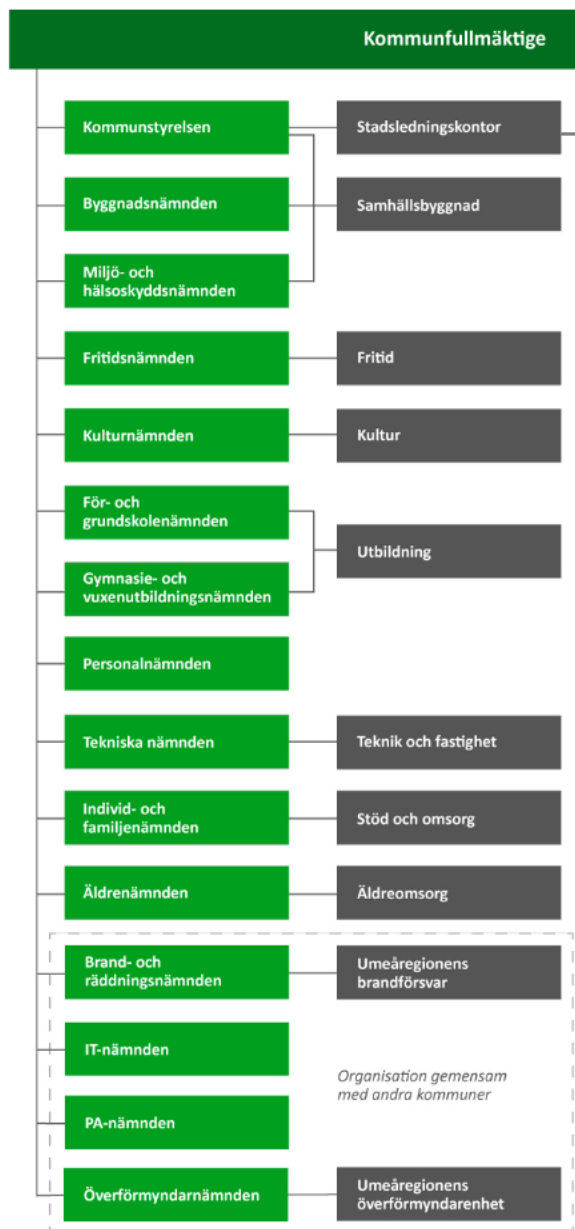 Kommunfullmäktige
Kommunstyrelsen
Stadsledningskontor
Byggnadsnämnden
Samhällsbyggnad
Miljö- och
hälsoskyddsnämnden
Fritidsnämnden
Fritid
Kulturnämnden
Kultur
För- och
grundskolenämnden
Utbildning
Gymnasie- och
vuxenutbildningsnämnden
Personalnämnden
Tekniska nämnden
Teknik och fastighet
Individ- och
familjenämnden
Stöd och omsorg
Äldrenämnden
Äldreomsorg
Brand- och
räddningsnämnden
Umeåregionens
brandförsvar
IT-nämnden
Organisation gemensam
med andra kommuner
PA-nämnden
Överförmyndarnämnden
Umeåregionens
överförmyndarenhet